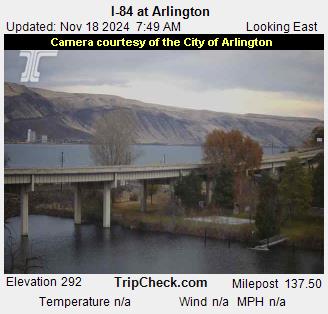 I-84 at Arlington
Updated: Nov 18 2024 7:49 AM Looking East
Camera courtesy of the City of Arlington
Elevation 292 TripCheck.com Milepost 137.50
Temperature n/a Wind n/a MPH n/a